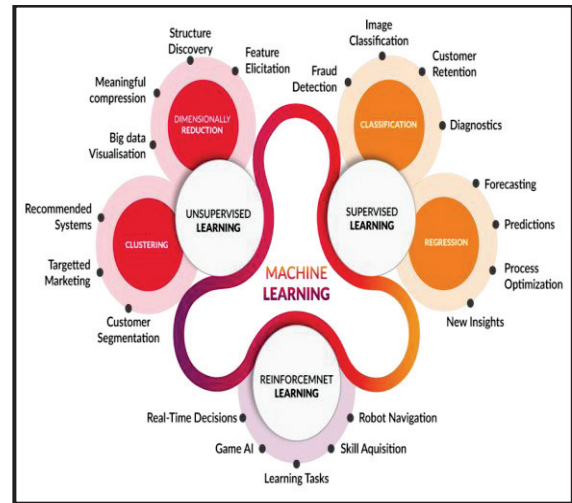 Structure
Discovery
Feature
Elicitation
Meaningful
compression
Big data
Visualisation
DIMENSIONALLY
REDUCTION
UNSUPERVISED
LEARNING
Recommended
Systems
Targetted
Marketing
Customer
Segmentation
CLUSTERING
Image
Classification
Customer
Retention
Fraud
Detection
Diagnostics
CLASSIFICATION
SUPERVISED
LEARNING
Forecasting
Predictions
Process
Optimization
New Insights
REGRESSION
MACHINE
LEARNING
REINFORCEMNET
LEARNING
Real-Time Decisions
Robot Navigation
Game AI
Skill Aquisition
Learning Tasks